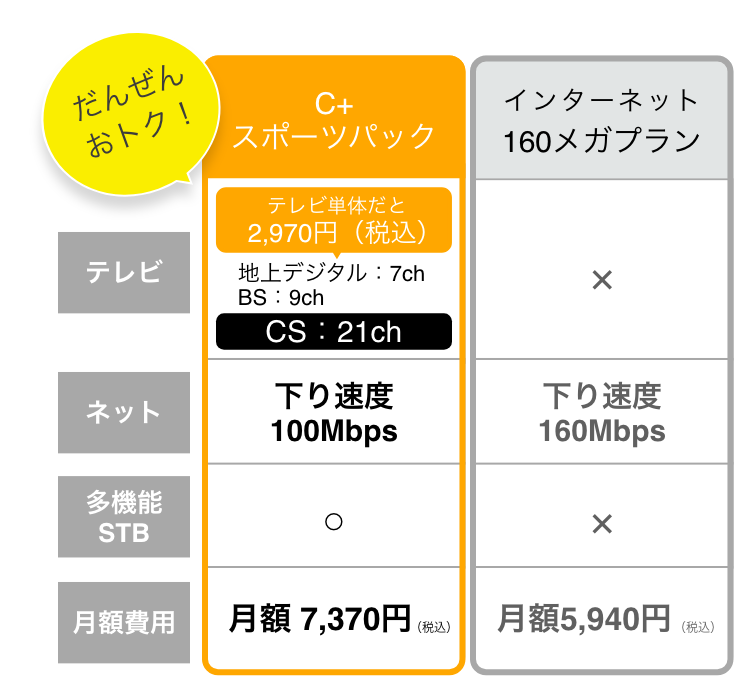 だんぜん
おトク！
C+
スポーツパック
インターネット
160メガプラン
テレビ
テレビ単体だと
2,970円（税込）
地上デジタル：7ch
BS：9ch
CS：21ch
×
ネット
下り速度
100Mbps
下り速度
160Mbps
多機能
STB
○
×
月額費用
月額 7,370円（税込）
月額5,940円（税込）